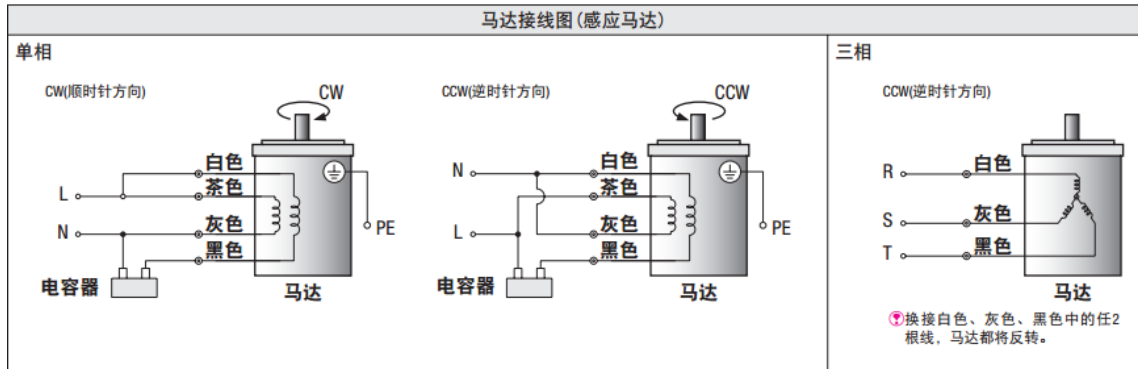 马达接线图(感应马达)
单相
CW(顺时针方向)
CW
白色
茶色
L
灰色
N
黑色
PE
电容器
马达
CCW(逆时针方向)
CCW
N
白色
茶色
L
灰色
黑色
PE
电容器
马达
三相
CCW(逆时针方向)
R
白色
S
灰色
T
黑色
马达
换接白色、灰色、黑色中的任2
根线，马达都将反转。